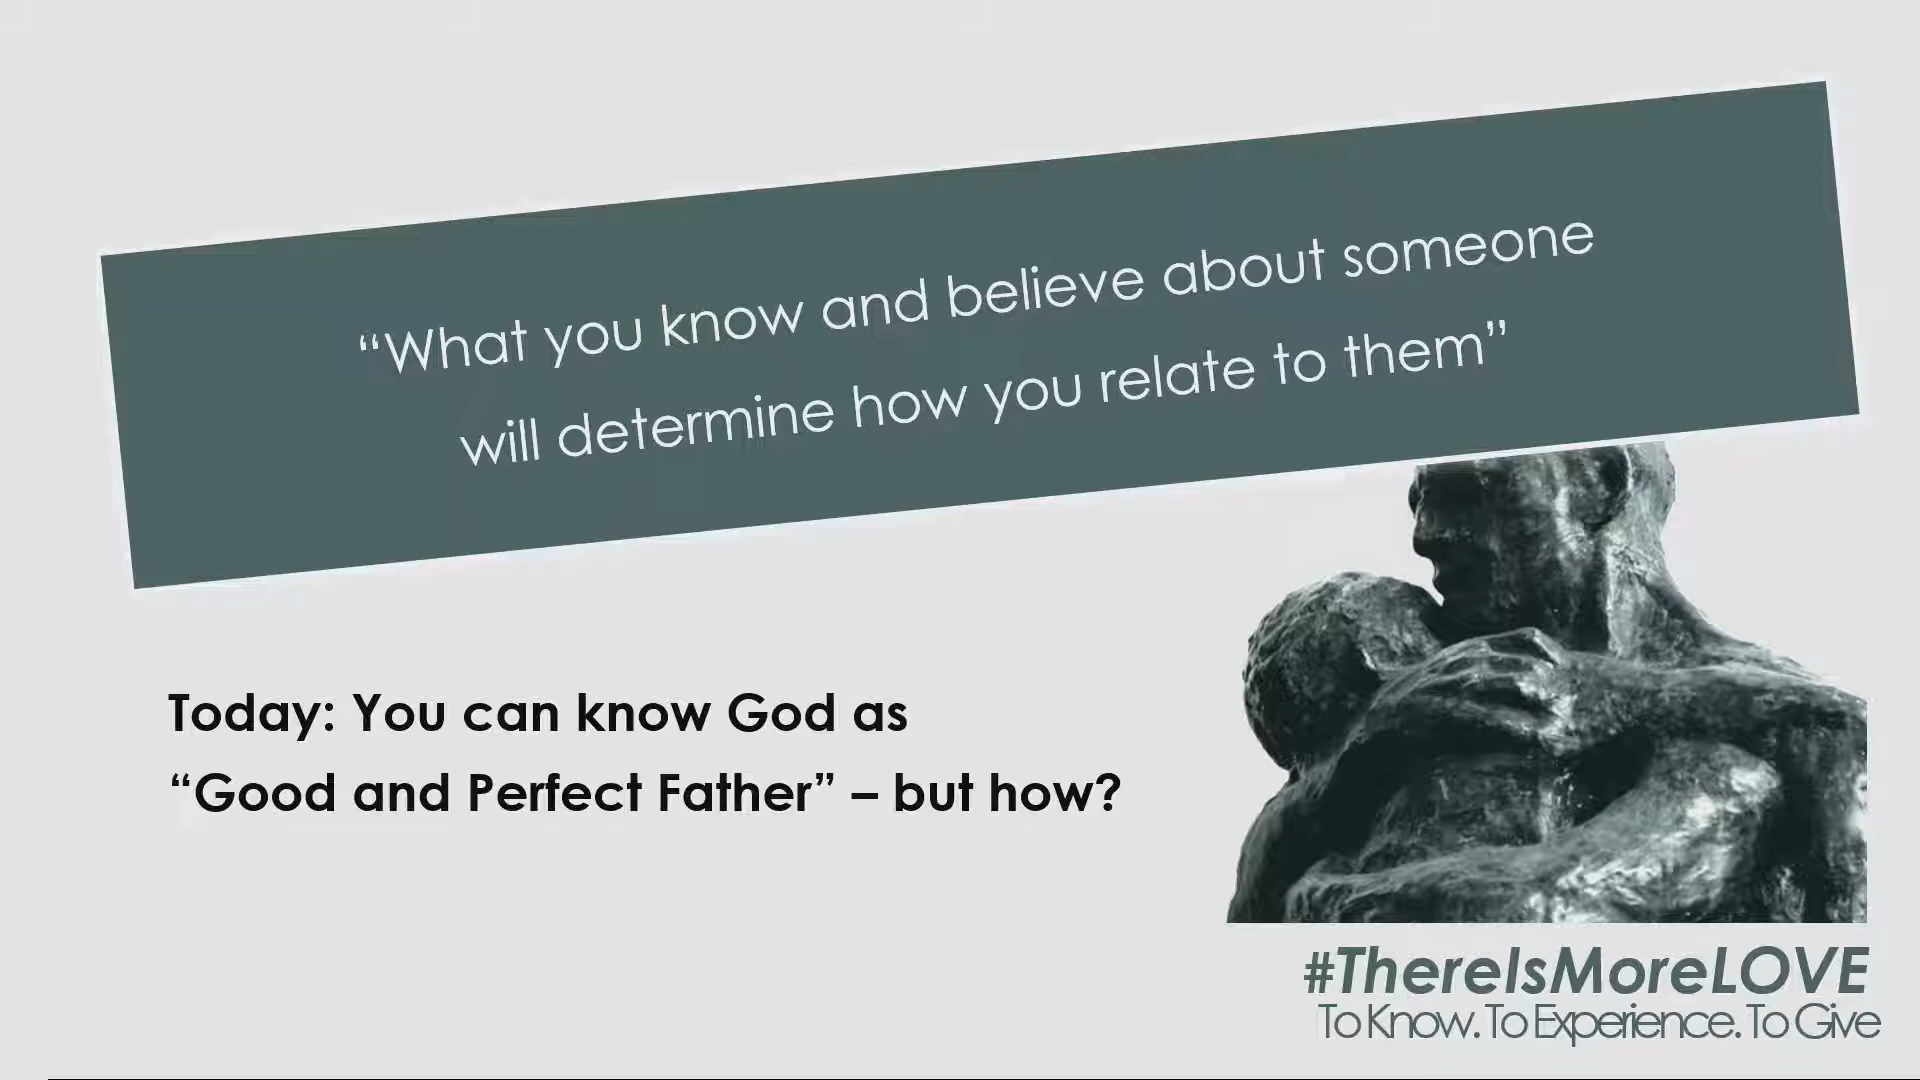 “What you know and believe about someone
will determine how you relate to them”
Today: You can know God as
“Good and Perfect Father” – but how?
#ThereIsMoreLOVE
To Know. To Experience. To Give